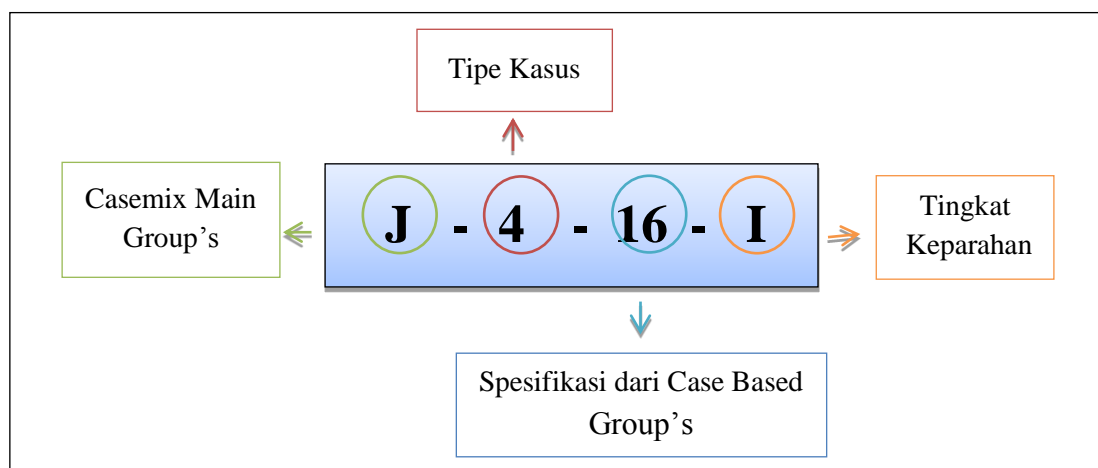 Tipe Kasus
Casemix Main
Group's
J - 4 - 16 - I
Tingkat
Keparahan
Spesifikasi dari Case Based
Group's